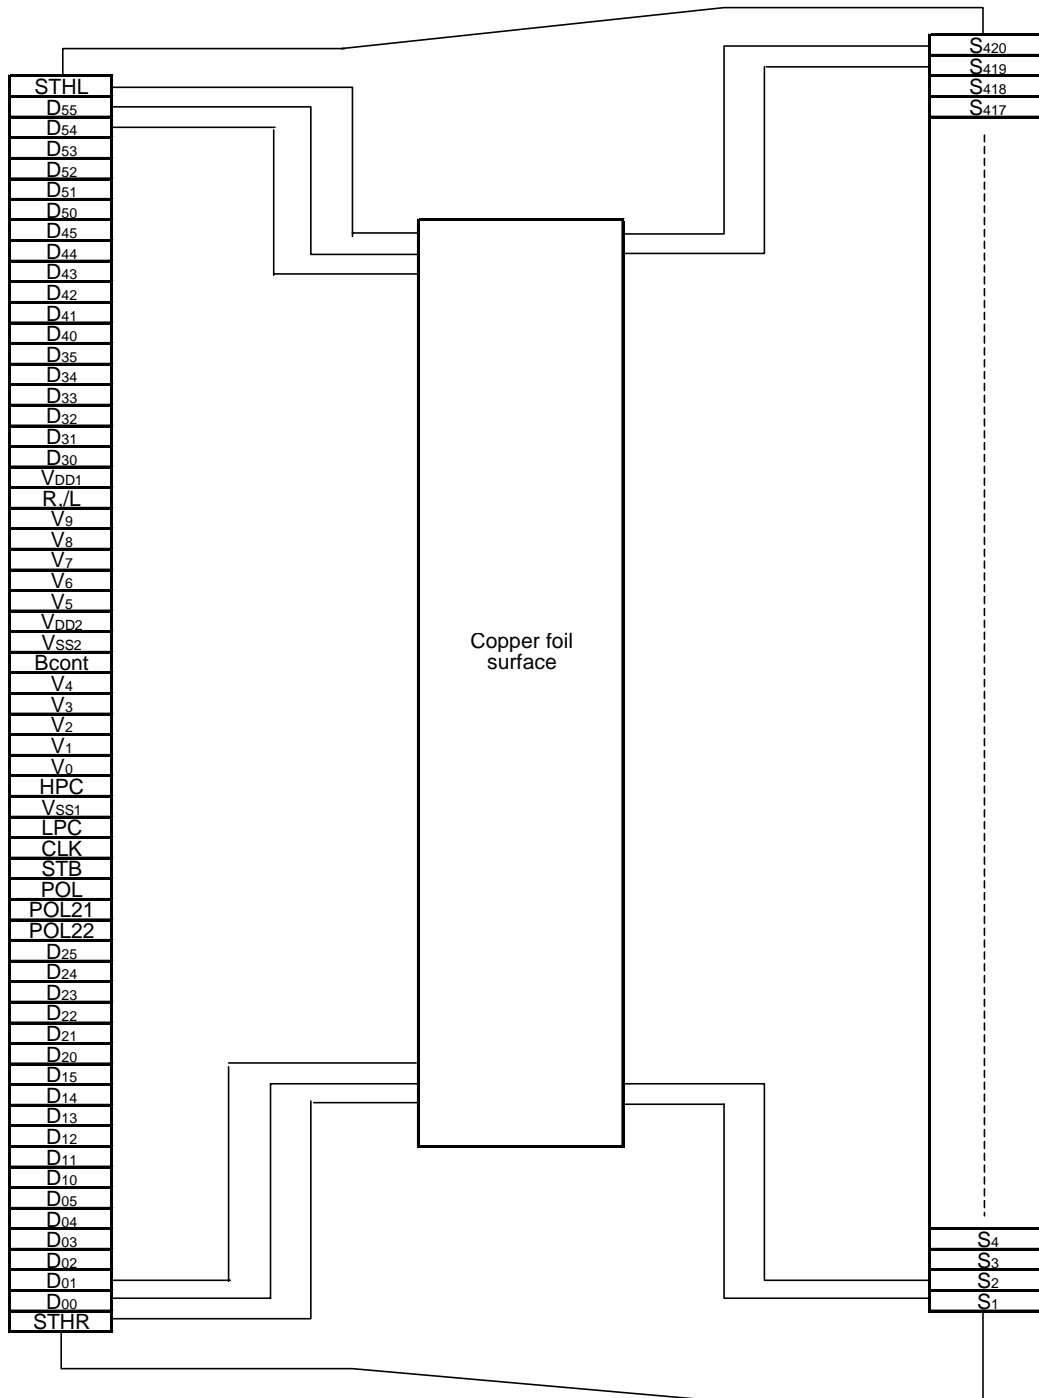 STHL
D55
D54
D53
D52
D51
D50
D45
D44
D43
D42
D41
D40
D35
D34
D33
D32
D31
D30
VDD1
R,/L
V9
V8
V7
V6
V5
VDD2
VSS2
Bcont
V4
V3
V2
V1
V0
HPC
VSS1
LPC
CLK
STB
POL
POL21
POL22
D25
D24
D23
D22
D21
D20
D15
D14
D13
D12
D11
D10
D05
D04
D03
D02
D01
D00
STHR
Copper foil
surface
S420
S419
S418
S417
S4
S3
S2
S1